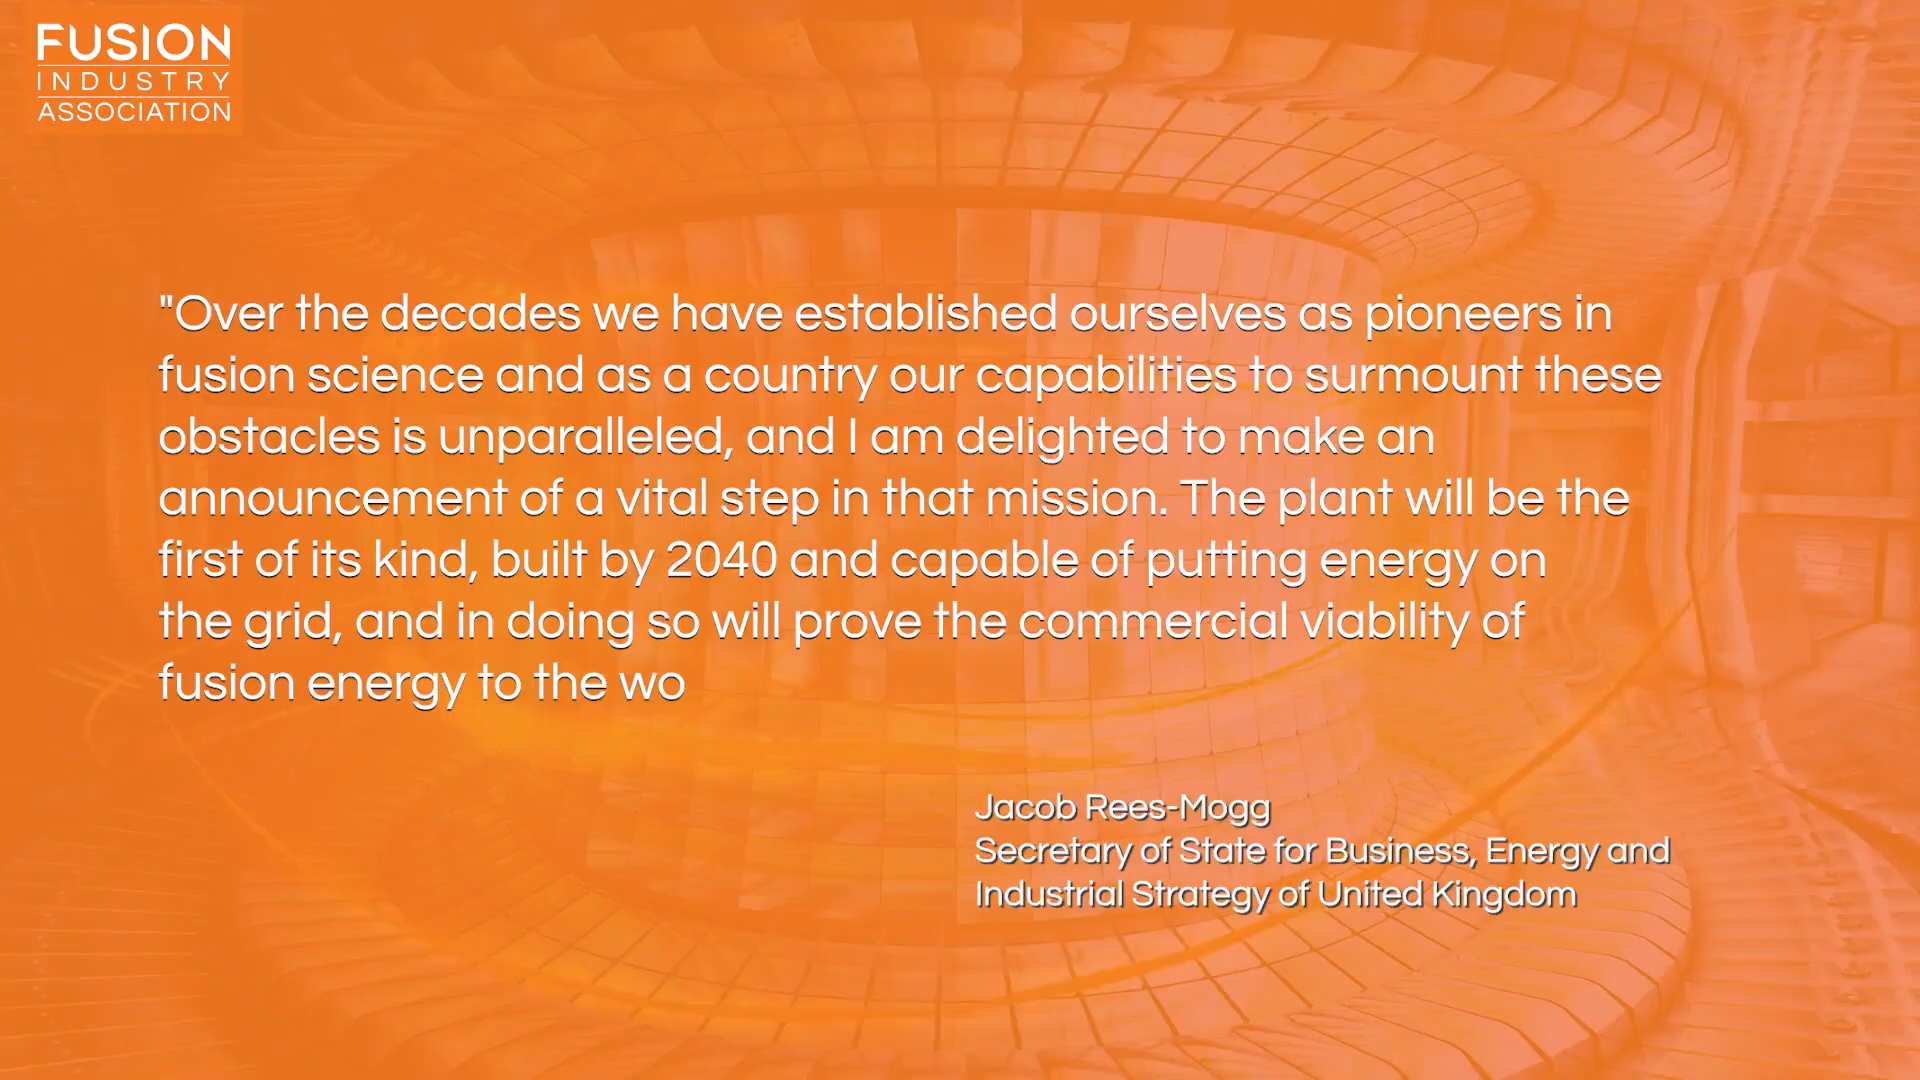 FUSION
INDUSTRY
ASSOCIATION
"Over the decades we have established ourselves as pioneers in
fusion science and as a country our capabilities to surmount these
obstacles is unparalleled, and I am delighted to make an
announcement of a vital step in that mission. The plant will be the
first of its kind, built by 2040 and capable of putting energy on
the grid, and in doing so will prove the commercial viability of
fusion energy to the wo
Jacob Rees-Mogg
Secretary of State for Business, Energy and
Industrial Strategy of United Kingdom